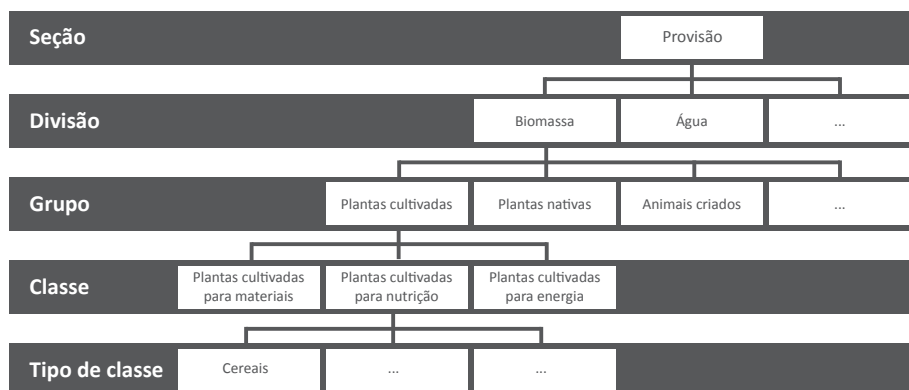 Seção
Provisão
Divisão
Biomassa
Água
...
Grupo
Plantas cultivadas
Plantas nativas
Animais criados
...
Classe
Plantas cultivadas
para materiais
Plantas cultivadas
para nutrição
Plantas cultivadas
para energia
Tipo de classe
Cereais
...
...